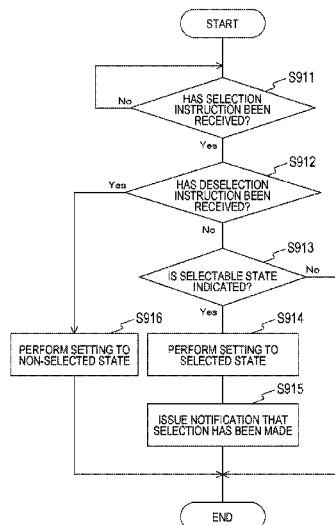 START
S911
HAS SELECTION
INSTRUCTION BEEN
RECEIVED?
No
Yes
S912
HAS DESELECTION
INSTRUCTION BEEN
RECEIVED?
Yes
No
S913
IS SELECTABLE STATE
INDICATED?
No
Yes
S916
PERFORM SETTING TO
NON-SELECTED STATE
S914
PERFORM SETTING TO
SELECTED STATE
S915
ISSUE NOTIFICATION THAT
SELECTION HAS BEEN MADE
END